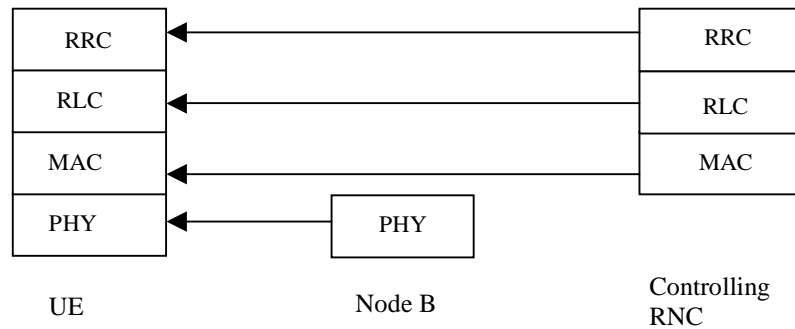 RRC
RRC
RLC
RLC
MAC
MAC
PHY
PHY
UE
Node B
Controlling
RNC